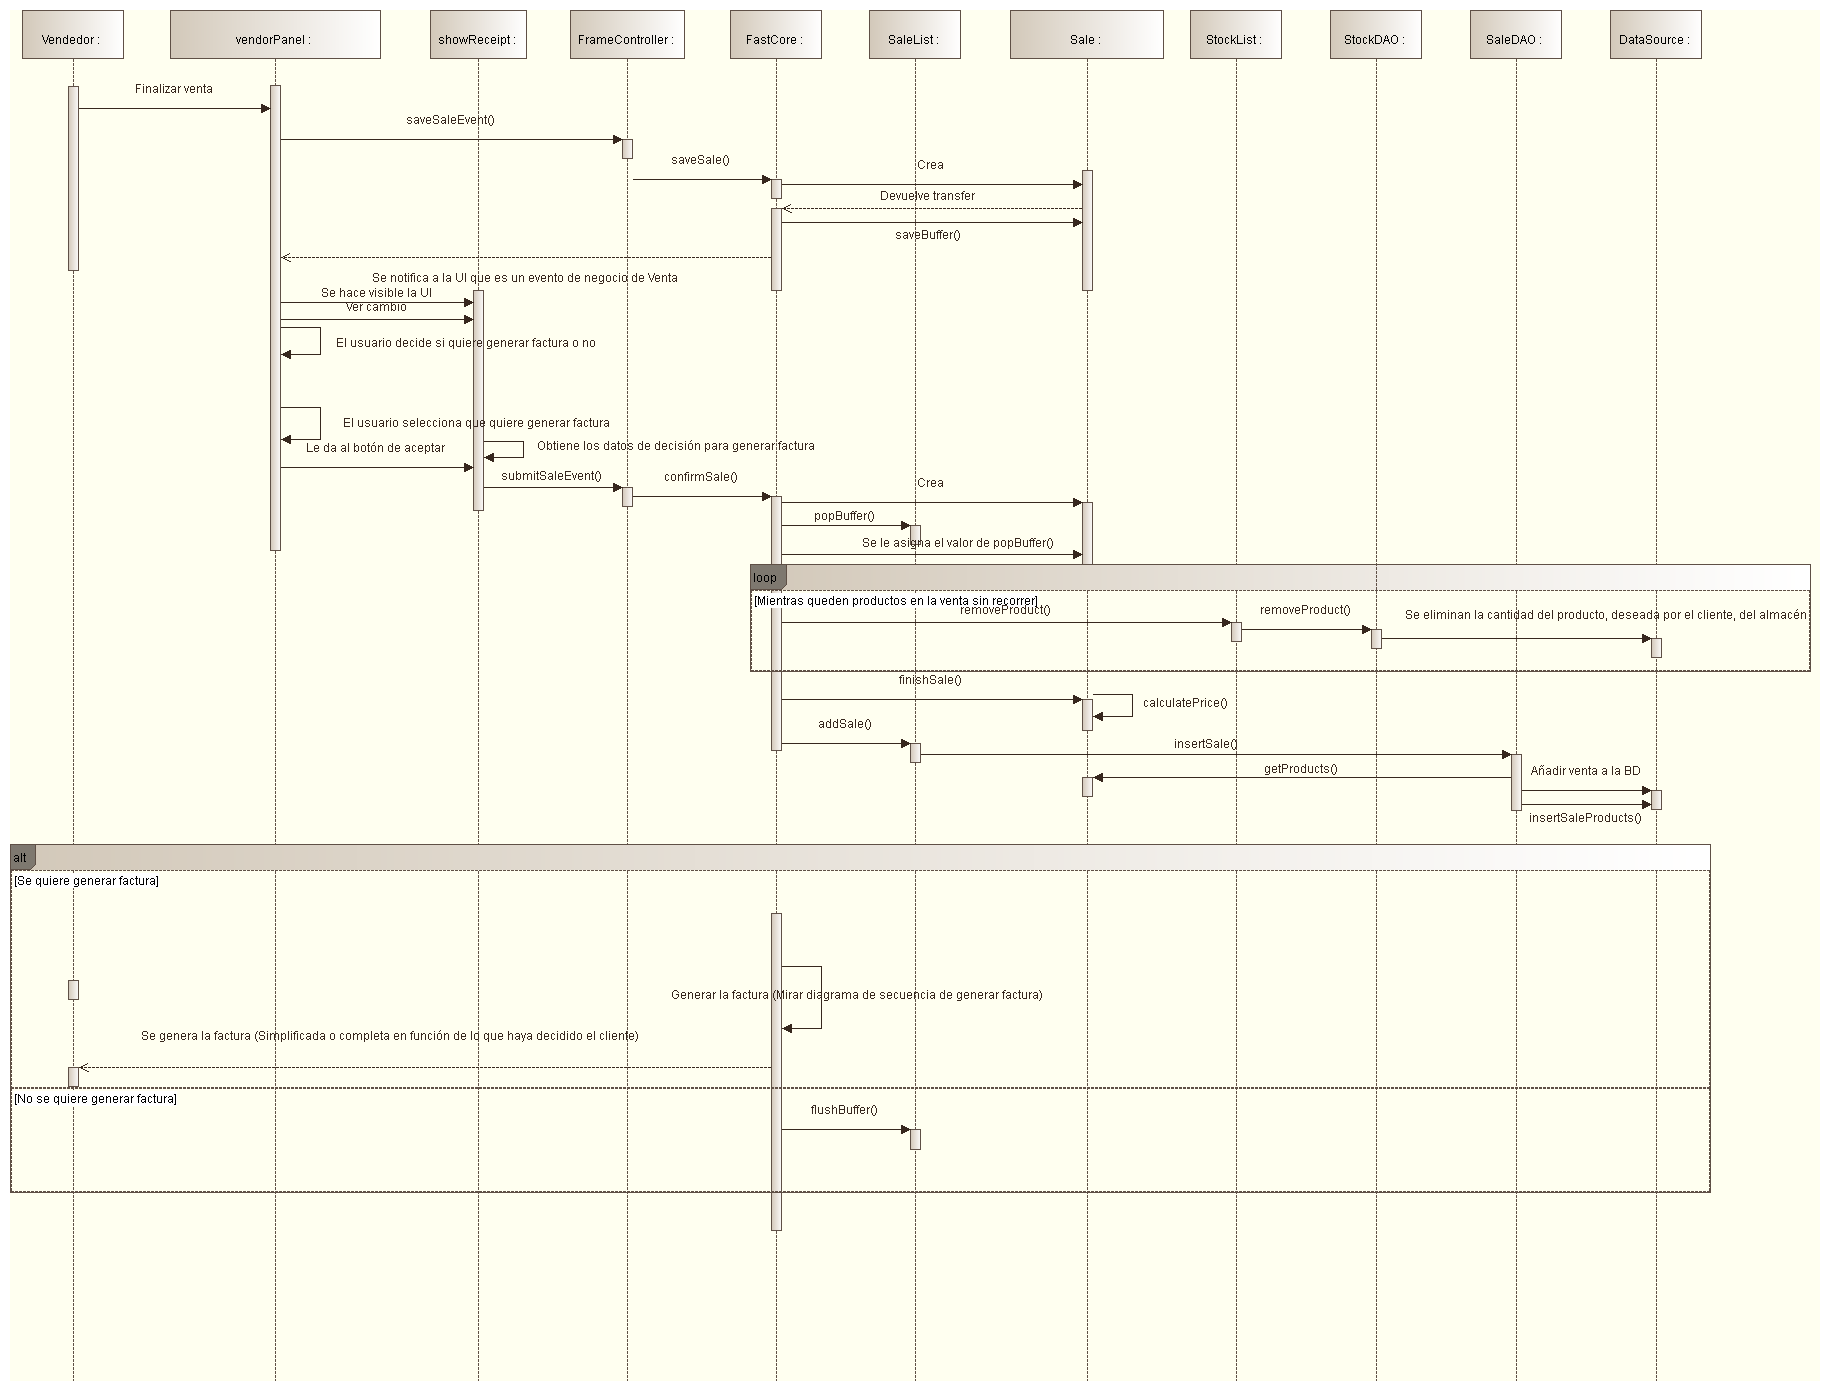 Vendedor :
vendorPanel :
showReceipt :
FrameController :
FastCore :
SaleList :
Sale :
StockList :
StockDAO :
SaleDAO :
DataSource :
Finalizar venta
saveSaleEvent()
saveSale()
Crea
Devuelve transfer
saveBuffer()
Se notifica a la UI que es un evento de negocio de Venta
Se hace visible la UI
Ver cambio
El usuario decide si quiere generar factura o no
El usuario selecciona que quiere generar factura
Le da al botón de aceptar
Obtiene los datos de decisión para generar factura
submitSaleEvent()
confirmSale()
Crea
popBuffer()
Se le asigna el valor de popBuffer()
loop
[Mientras queden productos en la venta sin recorrer]
removeProduct()
removeProduct()
Se eliminan la cantidad del producto, deseada por el cliente, del almacén
finishSale()
calculatePrice()
addSale()
insertSale()
getProducts()
Añadir venta a la BD
insertSaleProducts()
alt
[Se quiere generar factura]
Generar la factura (Mirar diagrama de secuencia de generar factura)
Se genera la factura (Simplificada o completa en función de lo que haya decidido el cliente)
[No se quiere generar factura]
flushBuffer()